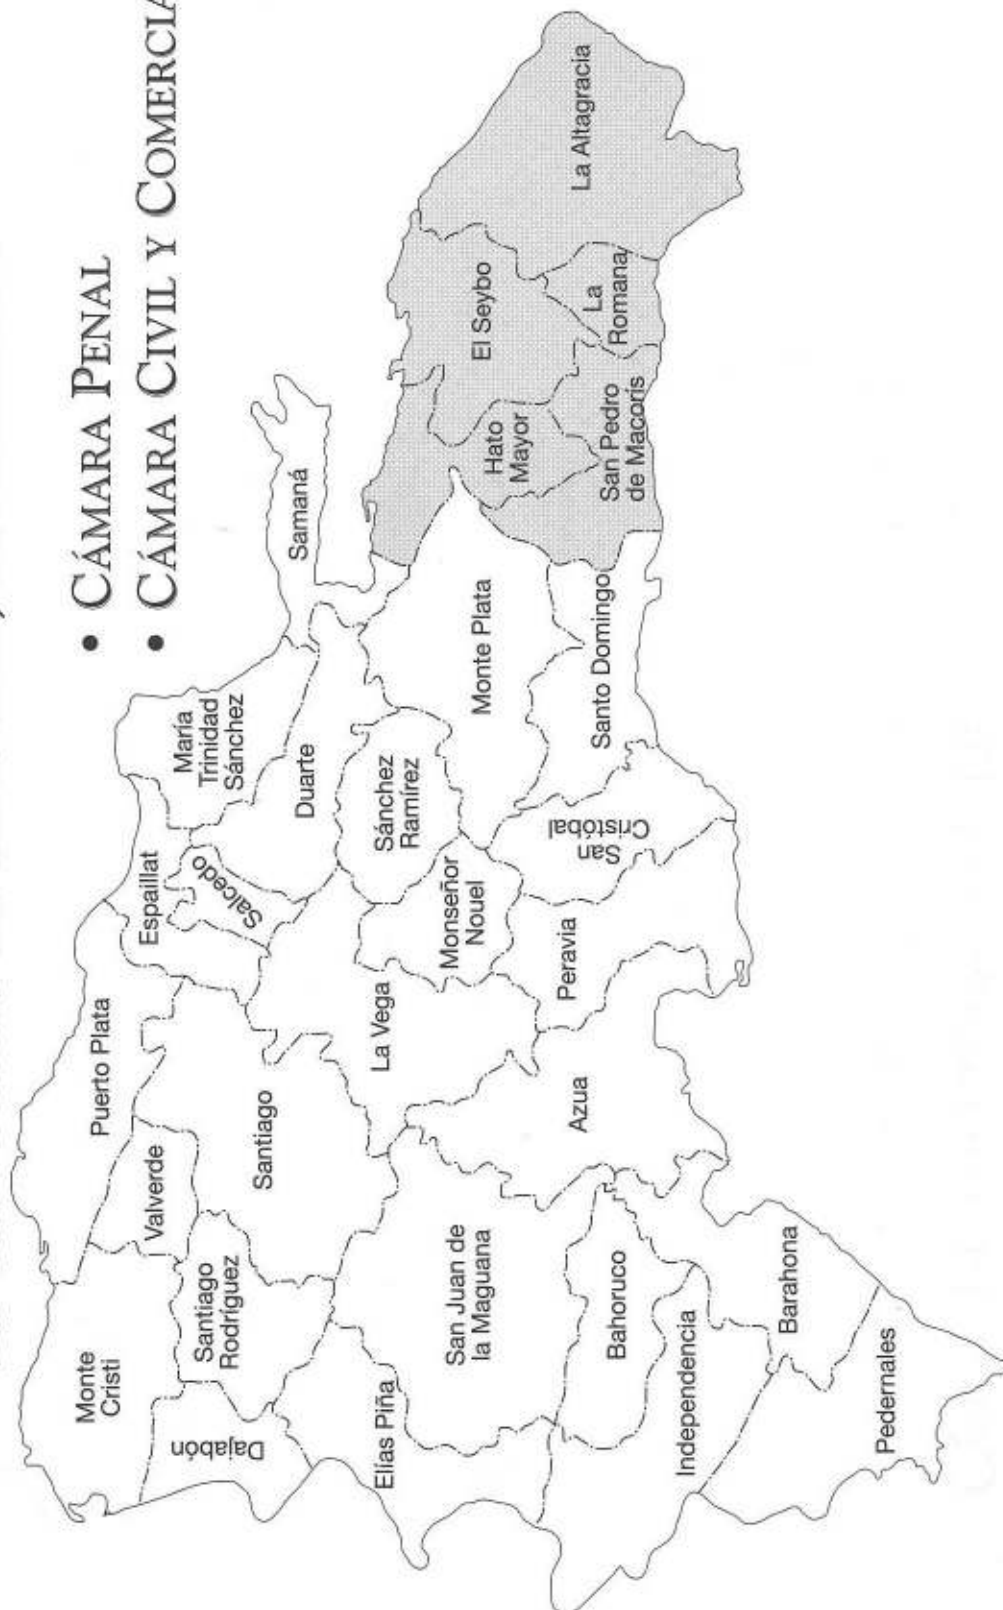 • CÁMARA PENAL
• CÁMARA CIVIL Y COMERCIA
Monte
Cristi
Puerto Plata
Espaillat
María
Trinidad
Sánchez
Valverde
Dajabón
Santiago
Rodríguez
Santiago
Salcedo
Duarte
Samaná
Elías Piña
San Juan de
la Maguana
La Vega
Sánchez
Ramírez
Monseñor
Nouel
Monte Plata
Hato
Mayor
El Seybo
La Altagracia
Bahoruco
Azua
Peravia
San
Cristóbal
Santo Domingo
San Pedro
de Macorís
La
Romana
Independencia
Barahona
Pedernales